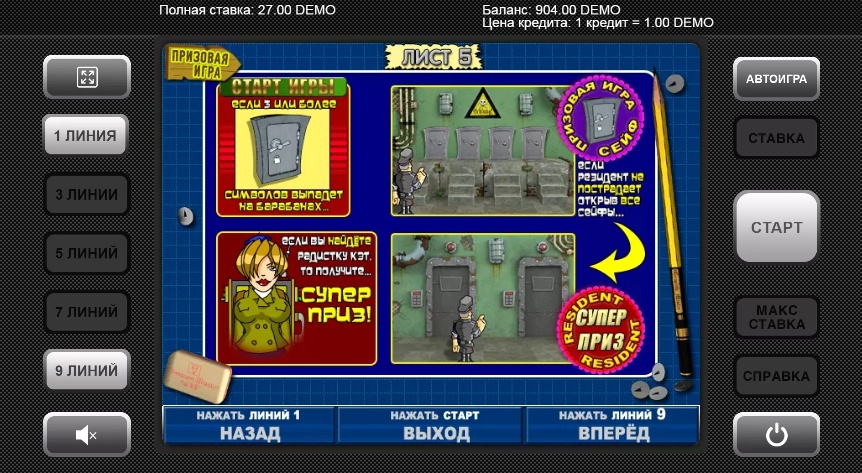 Полная ставка: 27.00 DEMO
Баланс: 904.00 DEMO
Цена кредита: 1 кредит = 1.00 DEMO
ПРИЗОВАЯ
ИГРА
ЛИСТ 5
СТАРТ ИГРЫ
если 3 или более
символов выпадет
на барабанах...
ПРИЗОВАЯ ИГРА
СЕЙФ
если
резидент не
пострадает
открыв все
сейфы...
если вы найдёте
радистку Кэт,
то получите...
СУПЕР
ПРИЗ!
RESIDENT
СУПЕР
ПРИЗ
RESIDENT
1 ЛИНИЯ
3 ЛИНИИ
5 ЛИНИЙ
7 ЛИНИЙ
9 ЛИНИЙ
АВТОИГРА
СТАВКА
СТАРТ
МАКС
СТАВКА
СПРАВКА
НАЖАТЬ ЛИНИЙ 1
НАЗАД
НАЖАТЬ СТАРТ
ВЫХОД
НАЖАТЬ ЛИНИЙ 9
ВПЕРЁД